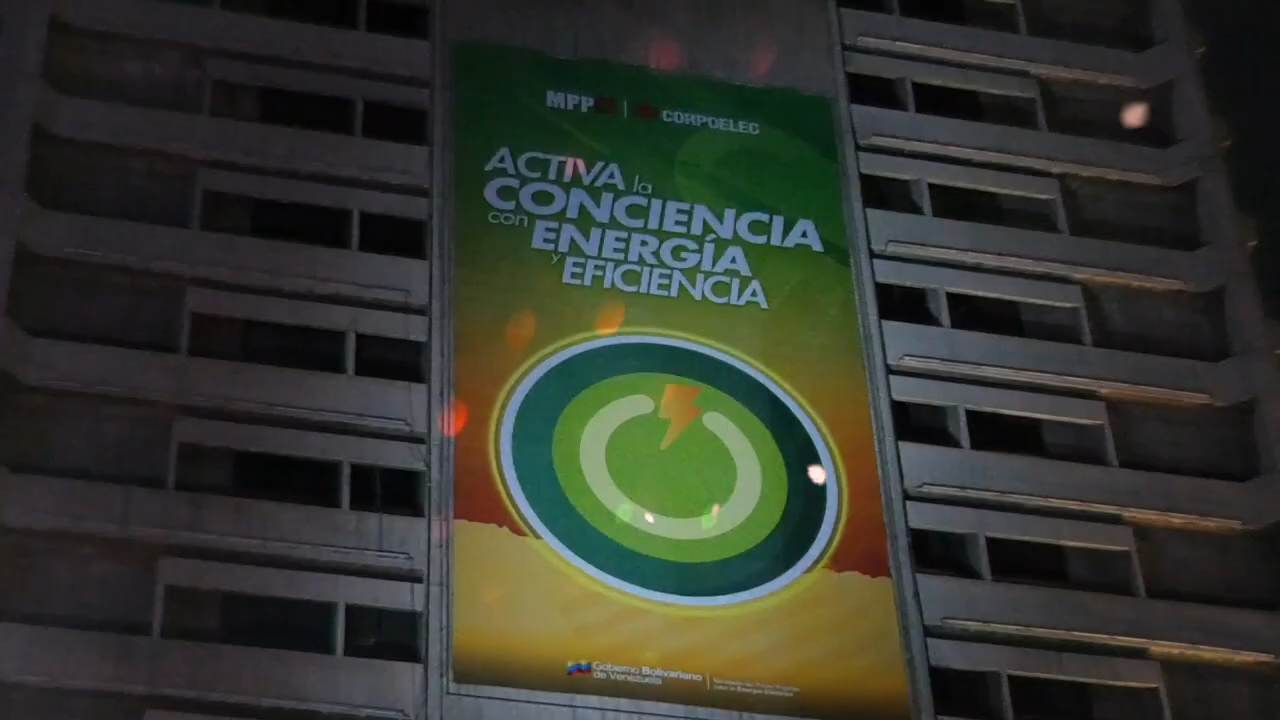 MPP CORPOELEC
ACTIVA la
CONCIENCIA
con ENERGÍA
y EFICIENCIA
Gobierno Bolivariano
de Venezuela